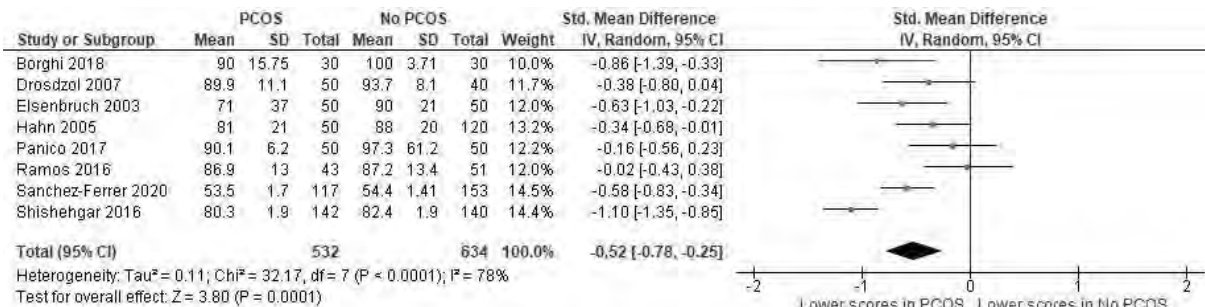 PCOS No PCOS Std. Mean Difference Std. Mean Difference
Study or Subgroup Mean SD Total Mean SD Total Weight IV, Random, 95% CI IV, Random, 95% CI
Borghi 2018 90 15.75 30 100 3.71 30 10.0% -0.86 [-1.39, -0.33]
Drosdzol 2007 89.9 11.1 50 93.7 8.1 40 11.7% -0.38 [-0.80, 0.04]
Elsenbruch 2003 71 37 50 90 21 50 12.0% -0.63 [-1.03, -0.22]
Hahn 2005 81 21 50 88 20 120 13.2% -0.34 [-0.68, -0.01]
Panico 2017 90.1 6.2 50 97.3 61.2 50 12.2% -0.16 [-0.56, 0.23]
Ramos 2016 86.9 13 43 87.2 13.4 51 12.0% -0.02 [-0.43, 0.38]
Sanchez-Ferrer 2020 53.5 1.7 117 54.4 1.41 153 14.5% -0.58 [-0.83, -0.34]
Shishehgar 2016 80.3 1.9 142 82.4 1.9 140 14.4% -1.10 [-1.35, -0.85]
Total (95% CI) 532 634 100.0% -0.52 [-0.78, -0.25]
Heterogeneity: Tau² = 0.11; Chi² = 32.17, df = 7 (P < 0.0001); I² = 78%
Test for overall effect: Z = 3.80 (P = 0.0001)
-2 -1 0 1 2
Lower scores in PCOS Lower scores in No PCOS